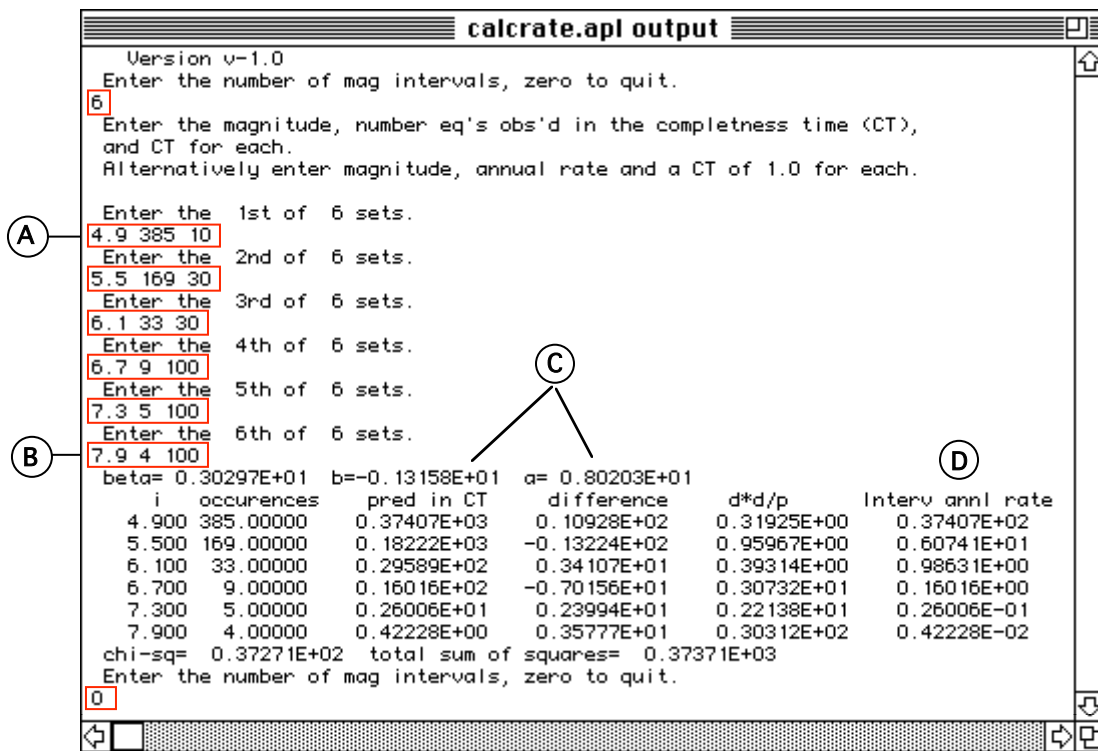 calcrate.apl output
Version v-1.0
Enter the number of mag intervals, zero to quit.
6
Enter the magnitude, number eq's obs'd in the completness time (CT),
and CT for each.
Alternatively enter magnitude, annual rate and a CT of 1.0 for each.
Enter the 1st of 6 sets.
A
4.9 385 10
Enter the 2nd of 6 sets.
5.5 169 30
Enter the 3rd of 6 sets.
6.1 33 30
Enter the 4th of 6 sets.
6.7 9 100
C
Enter the 5th of 6 sets.
7.3 5 100
Enter the 6th of 6 sets.
B
7.9 4 100
D
beta= 0.30297E+01 b=-0.13158E+01 a= 0.80203E+01
i occurences pred in CT difference d*d/p Interv annl rate
4.900 385.00000 0.37407E+03 0.10928E+02 0.31925E+00 0.37407E+02
5.500 169.00000 0.18222E+03 -0.13224E+02 0.95967E+00 0.60741E+01
6.100 33.00000 0.29589E+02 0.34107E+01 0.39314E+00 0.98631E+00
6.700 9.00000 0.16016E+02 -0.70156E+01 0.30732E+01 0.16016E+00
7.300 5.00000 0.26006E+01 0.23994E+01 0.22138E+01 0.26006E-01
7.900 4.00000 0.42228E+00 0.35777E+01 0.30312E+02 0.42228E-02
chi-sq= 0.37271E+02 total sum of squares= 0.37371E+03
Enter the number of mag intervals, zero to quit.
0